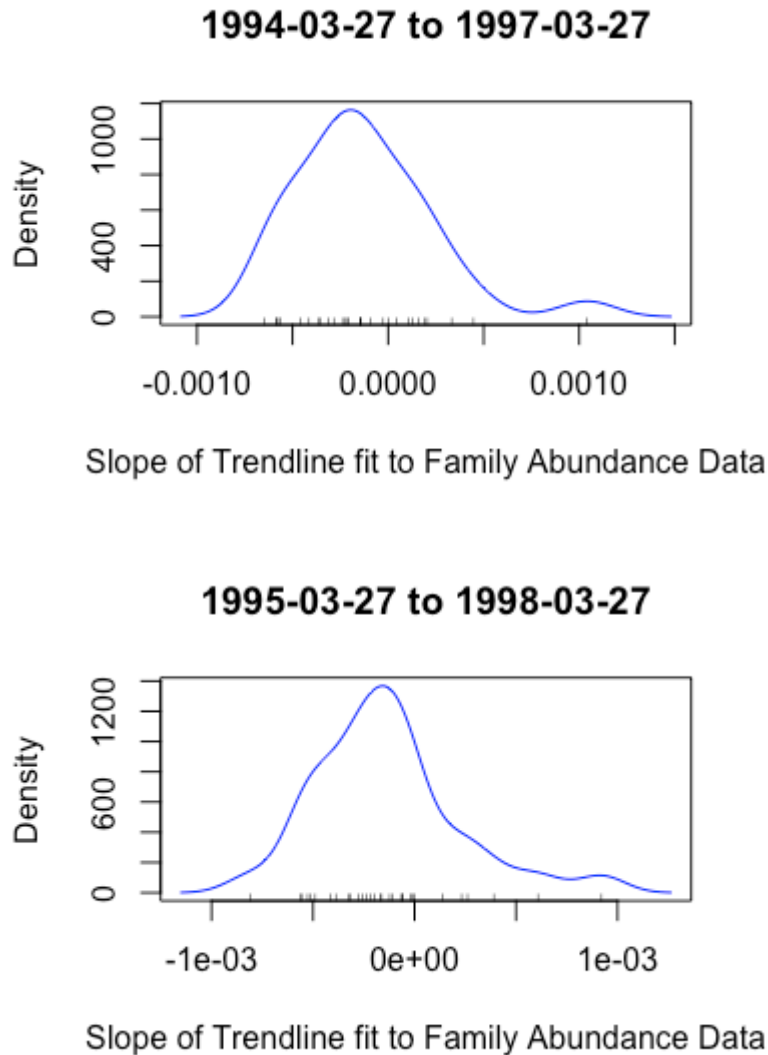 1994-03-27 to 1997-03-27
Density
0
400
1000
-0.0010
0.0000
0.0010
Slope of Trendline fit to Family Abundance Data
1995-03-27 to 1998-03-27
Density
0
600
1200
-1e-03
0e+00
1e-03
Slope of Trendline fit to Family Abundance Data